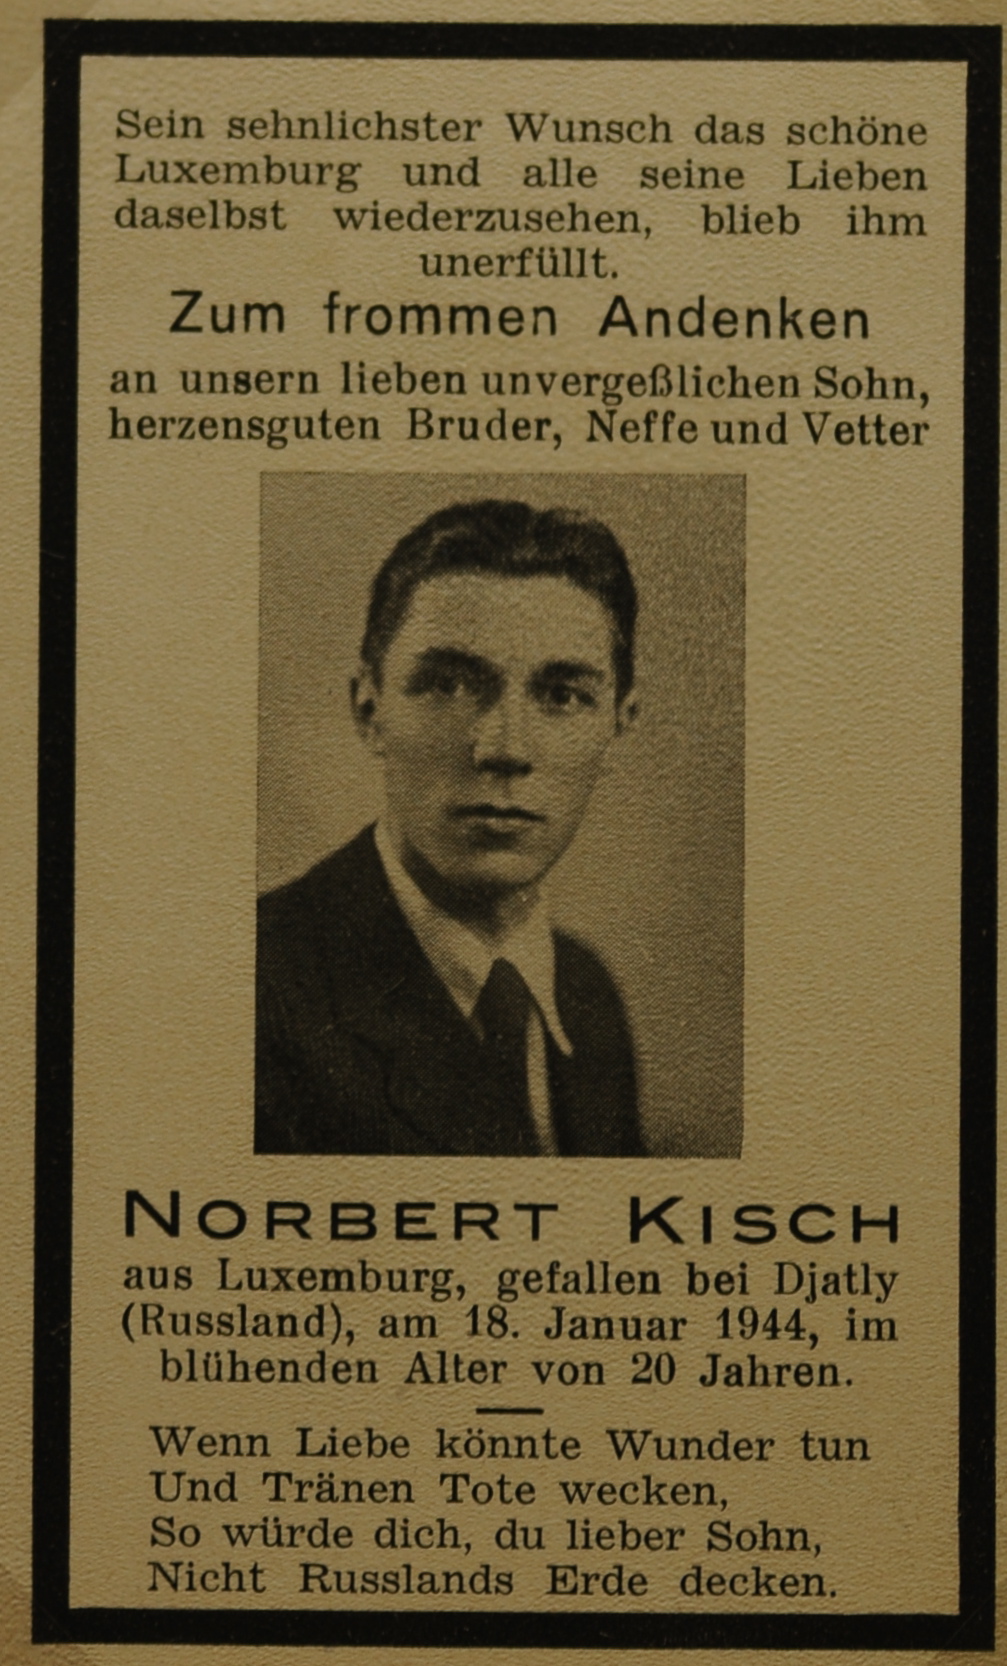 Sein sehnlichster Wunsch das schöne
Luxemburg und alle seine Lieben
daselbst wiederzusehen, blieb ihm
unerfüllt.
Zum frommen Andenken
an unsern lieben unvergeßlichen Sohn,
herzensguten Bruder, Neffe und Vetter
NORBERT KISCH
aus Luxemburg, gefallen bei Djatly
(Russland), am 18. Januar 1944, im
blühenden Alter von 20 Jahren.
Wenn Liebe könnte Wunder tun
Und Tränen Tote wecken,
So würde dich, du lieber Sohn,
Nicht Russlands Erde decken.